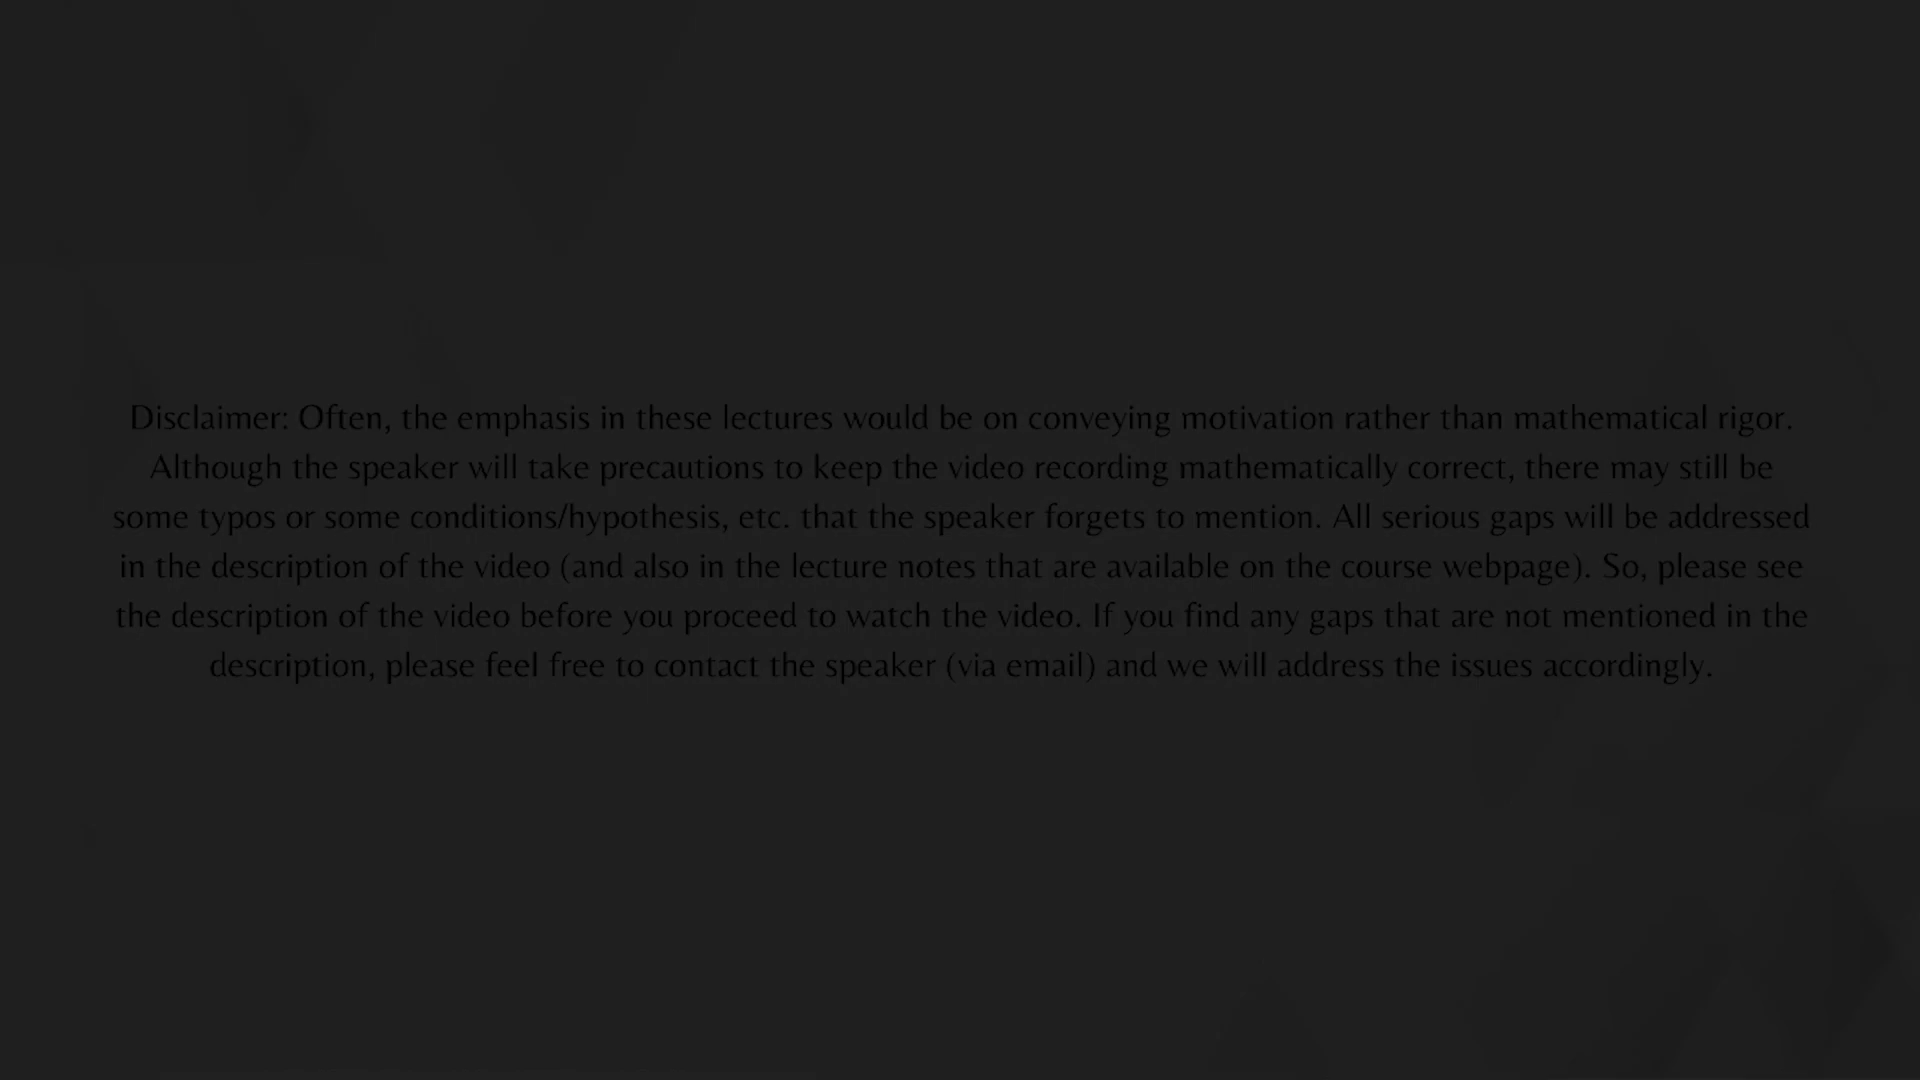 Disclaimer: Often, the emphasis in these lectures would be on conveying motivation rather than mathematical rigor.
Although the speaker will take precautions to keep the video recording mathematically correct, there may still be
some typos or some conditions/hypothesis, etc. that the speaker forgets to mention. All serious gaps will be addressed
in the description of the video (and also in the lecture notes that are available on the course webpage). So, please see
the description of the video before you proceed to watch the video. If you find any gaps that are not mentioned in the
description, please feel free to contact the speaker (via email) and we will address the issues accordingly.